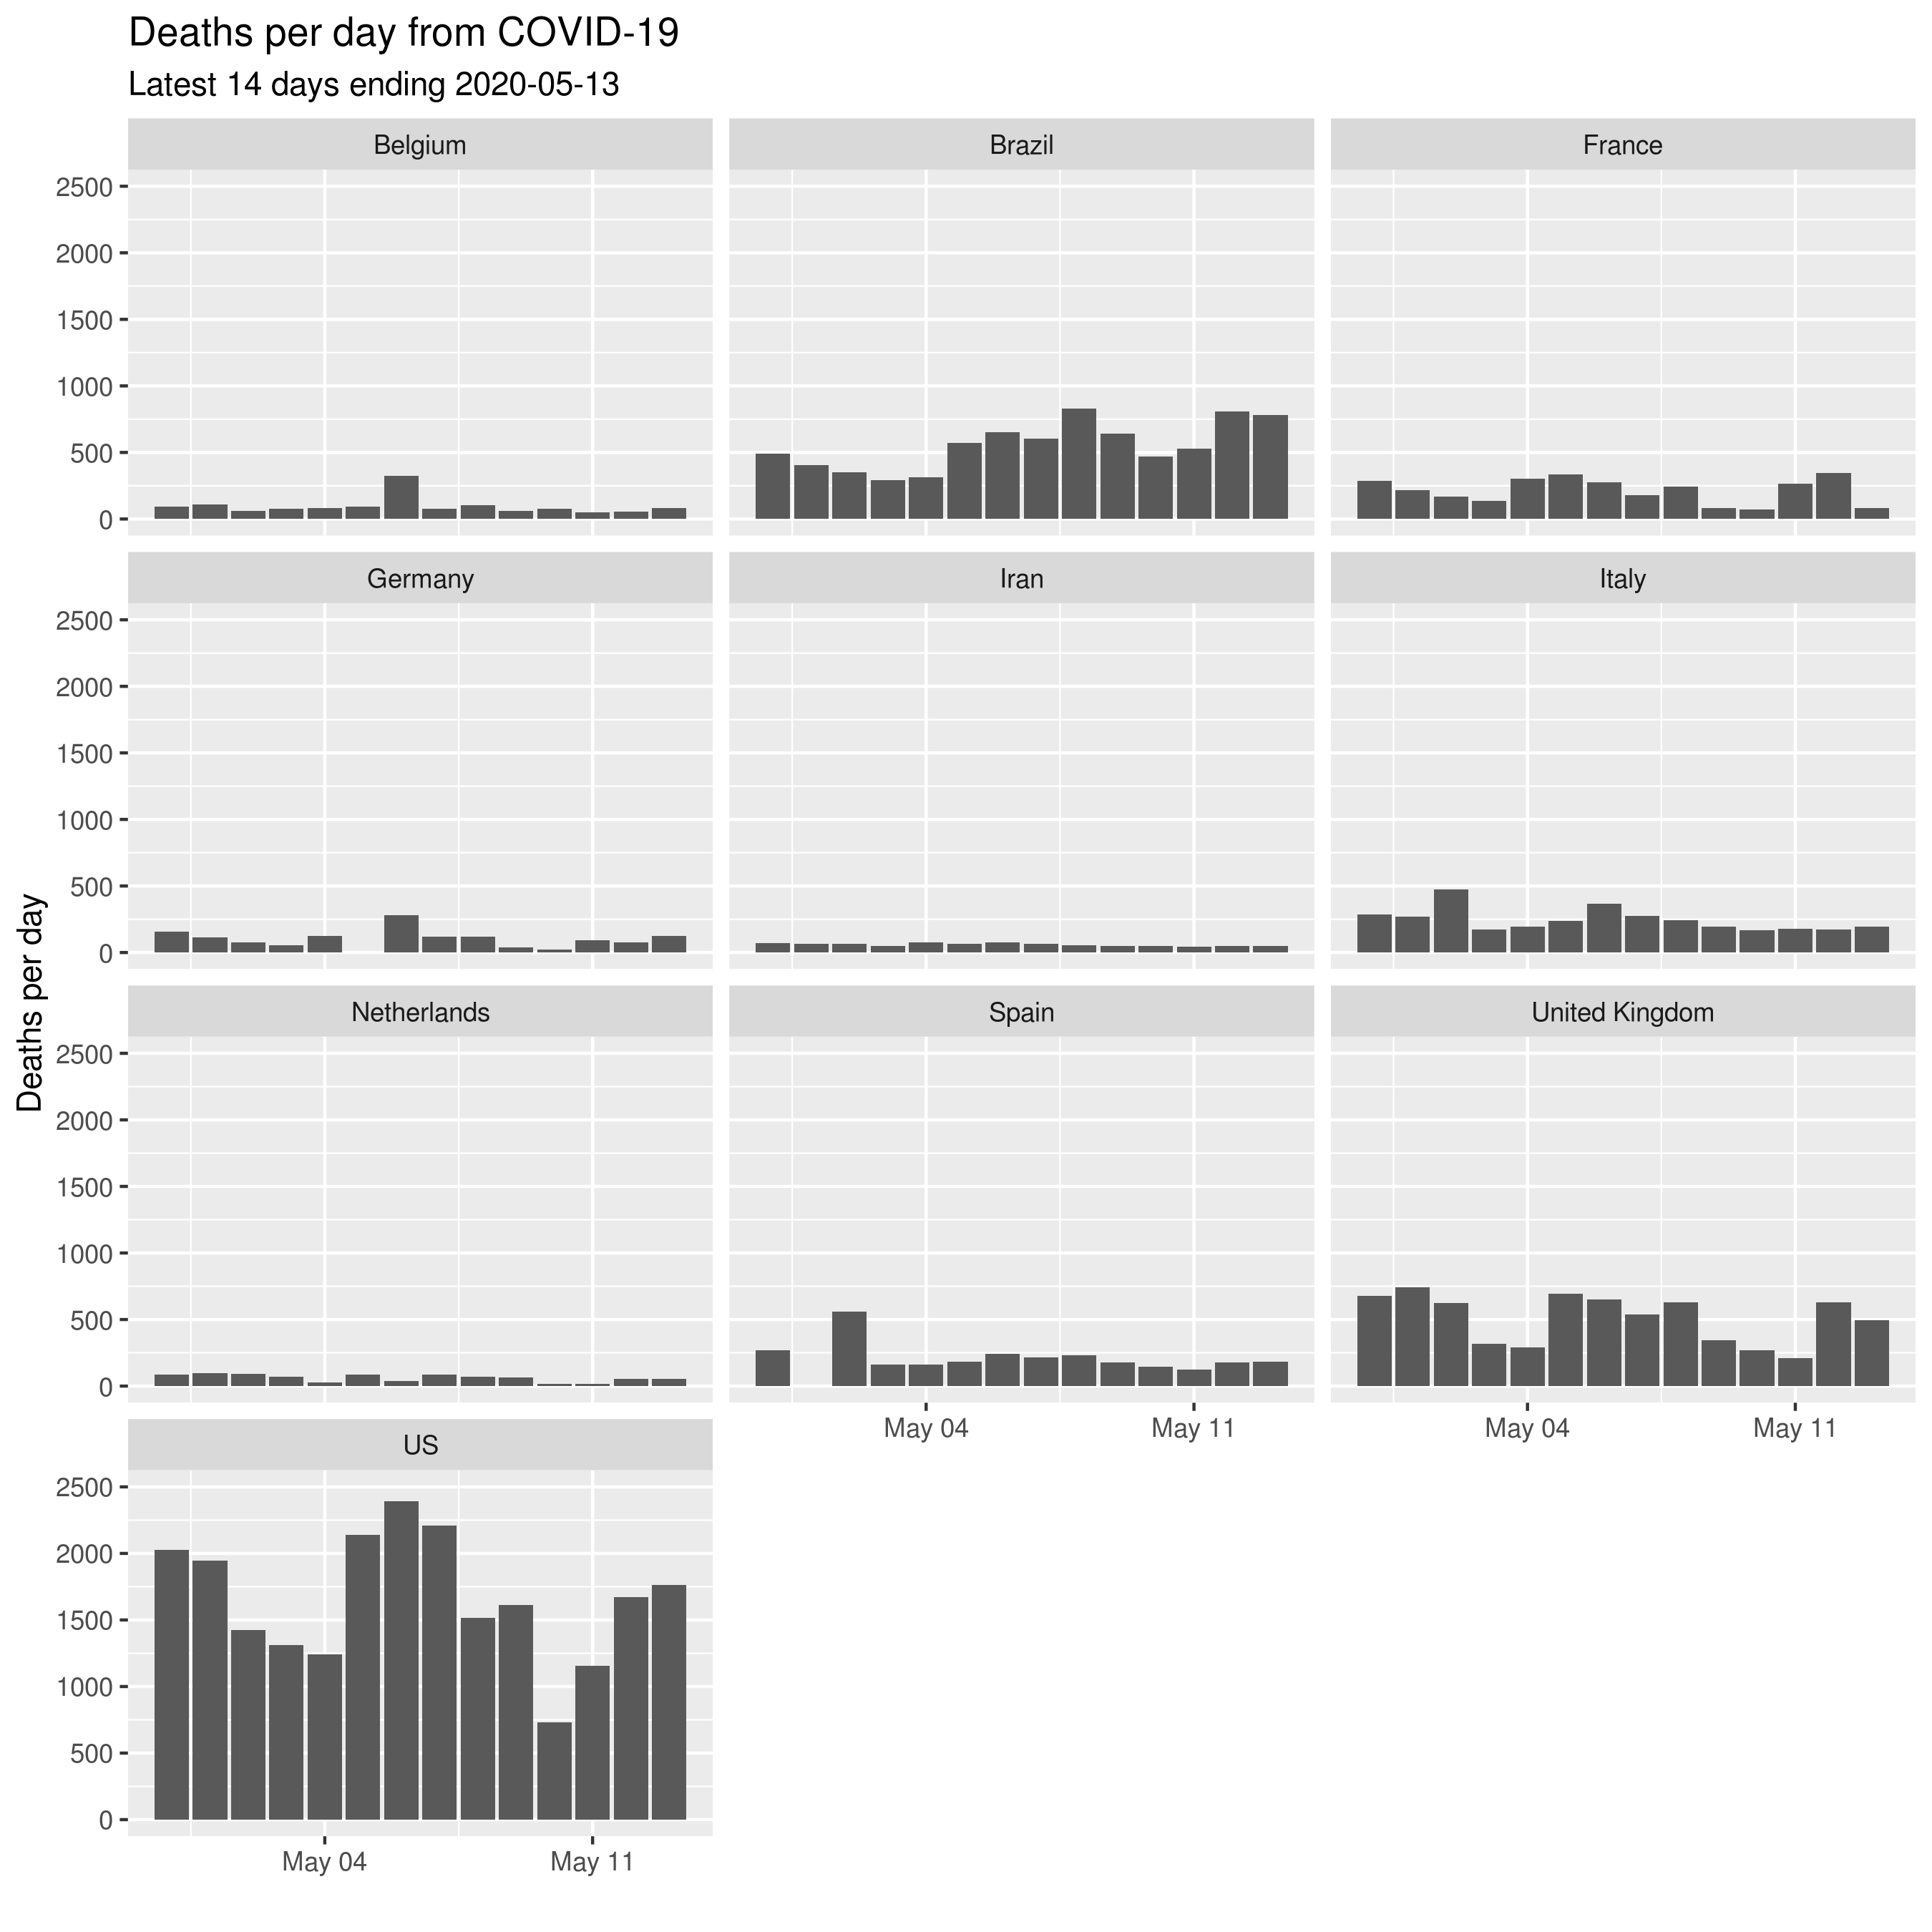 Deaths per day from COVID-19
Latest 14 days ending 2020-05-13
Belgium
Brazil
France
2500
2000
1500
1000
500
0
Germany
Iran
Italy
2500
2000
1500
1000
500
0
Deaths per day
Netherlands
Spain
United Kingdom
2500
2000
1500
1000
500
0
May 04
May 11
May 04
May 11
US
2500
2000
1500
1000
500
0
May 04
May 11